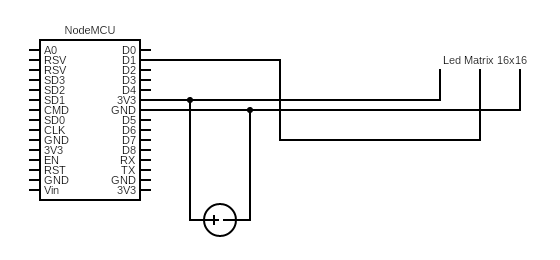 NodeMCU
Led Matrix 16x16
A0 D0
RSV D1
RSV D2
SD3 D3
SD2 D4
SD1 3V3
CMD GND
SD0 D5
CLK D6
GND D7
3V3 D8
EN RX
RST TX
GND GND
Vin 3V3